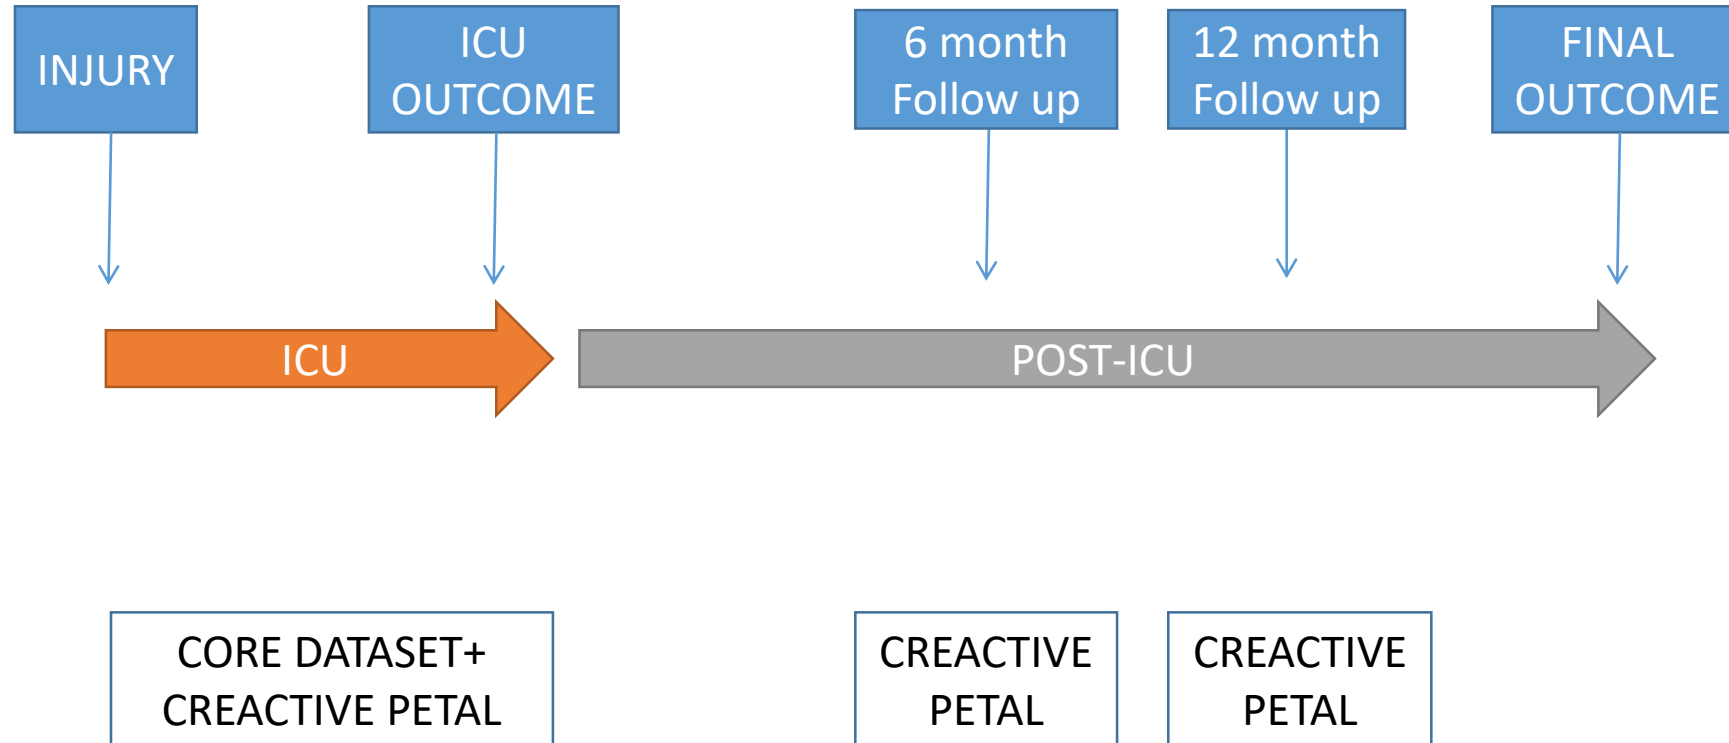 INJURY
ICU
OUTCOME
6 month
Follow up
12 month
Follow up
FINAL
OUTCOME
ICU
POST-ICU
CORE DATASET+
CREACTIVE PETAL
CREACTIVE
PETAL
CREACTIVE
PETAL